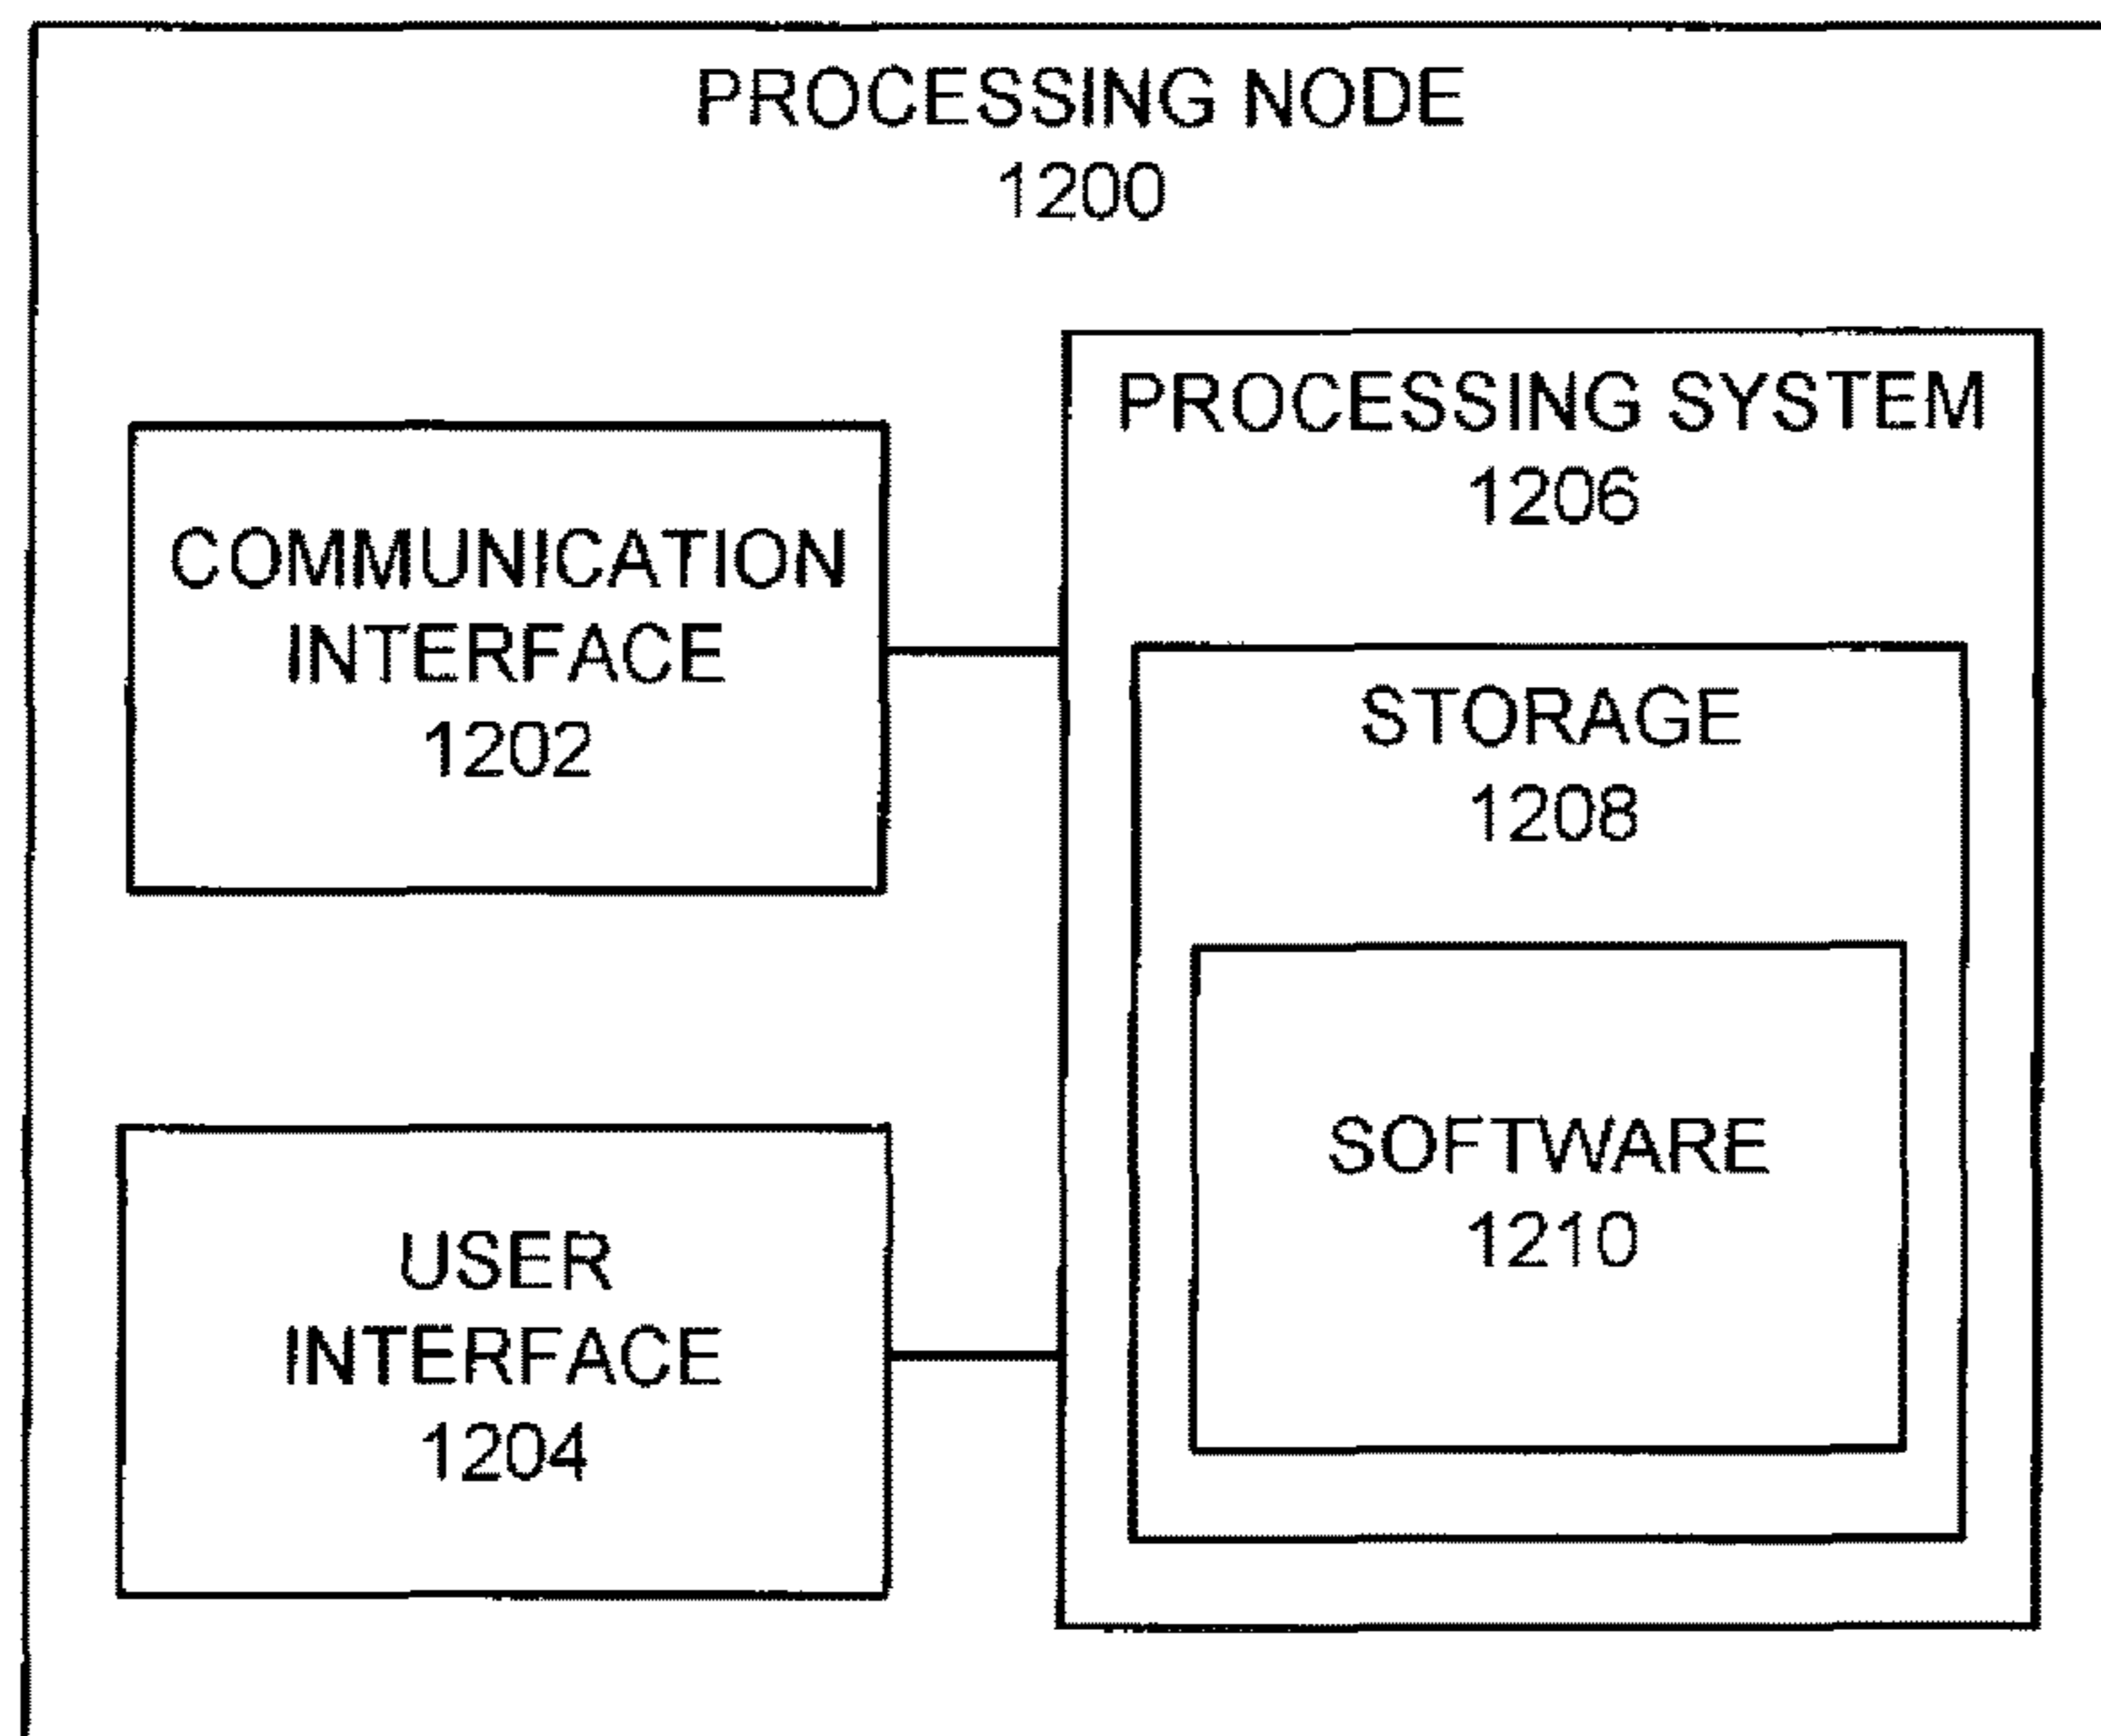 PROCESSING NODE
1200
COMMUNICATION
INTERFACE
1202
USER
INTERFACE
1204
PROCESSING SYSTEM
1206
STORAGE
1208
SOFTWARE
1210